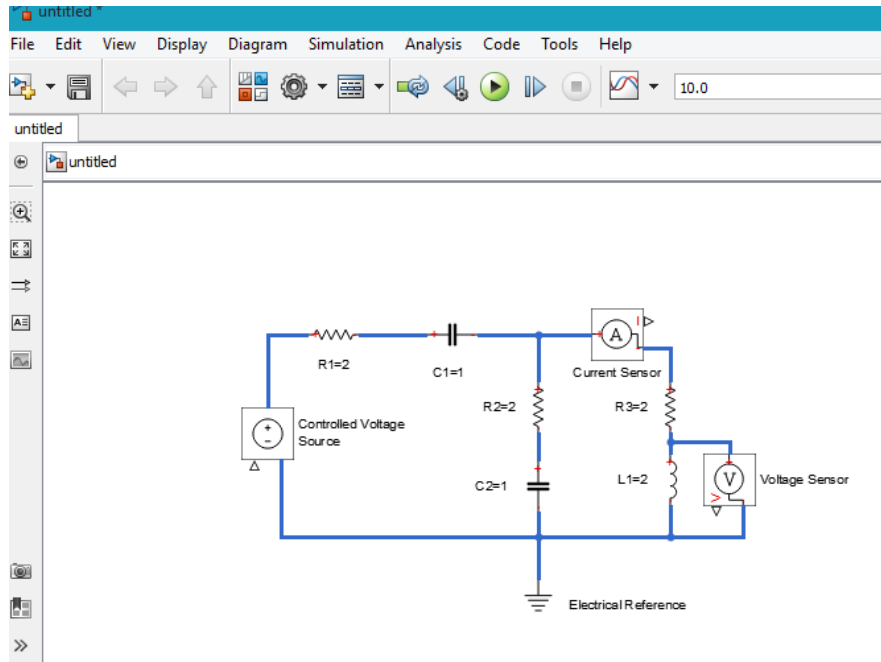 untitled *
File Edit View Display Diagram Simulation Analysis Code Tools Help
10.0
untitled
untitled
R1=2
C1=1
A
I
Current Sensor
R2=2
R3=2
Controlled Voltage
Source
C2=1
L1=2
V
V
Voltage Sensor
Electrical Reference